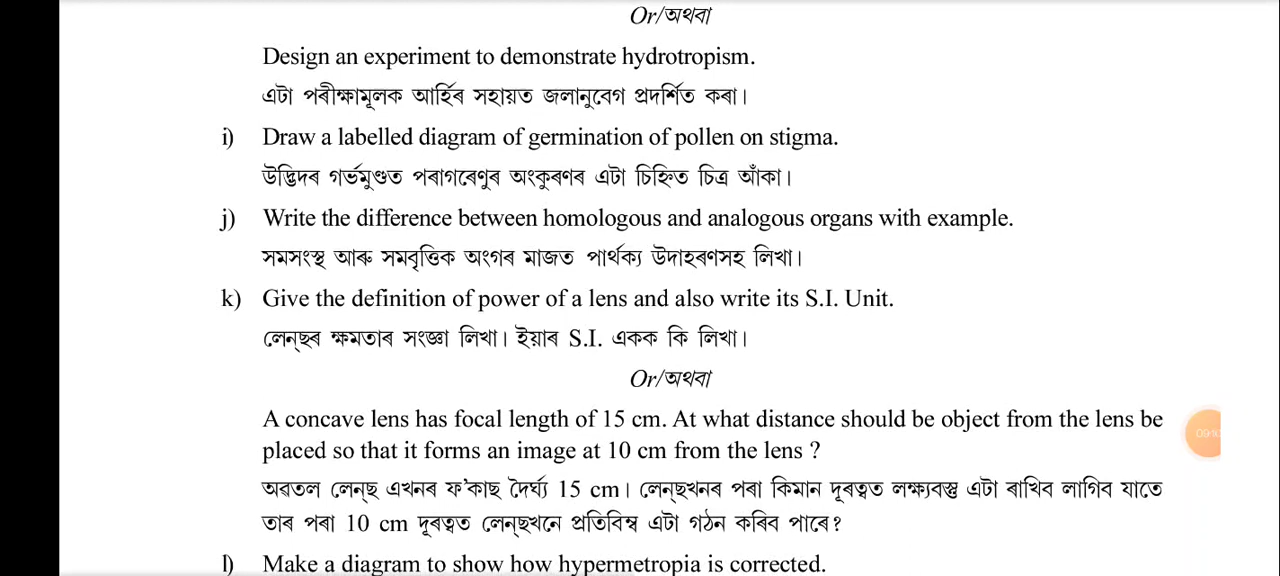 Or/অথবা
Design an experiment to demonstrate hydrotropism.
এটা পৰীক্ষামূলক আৰ্হিৰ সহায়ত জলানুবেগ প্ৰদৰ্শিত কৰা।
i) Draw a labelled diagram of germination of pollen on stigma.
উদ্ভিদৰ গৰ্ভমুণ্ডত পৰাগৰেণুৰ অংকুৰণৰ এটা চিহ্নিত চিত্ৰ আঁকা।
j) Write the difference between homologous and analogous organs with example.
সমসংস্থ আৰু সমবৃত্তিক অংগৰ মাজত পাৰ্থক্য উদাহৰণসহ লিখা।
k) Give the definition of power of a lens and also write its S.I. Unit.
লেন্‌ছৰ ক্ষমতাৰ সংজ্ঞা লিখা। ইয়াৰ S.I. একক কি লিখা।
Or/অথবা
A concave lens has focal length of 15 cm. At what distance should be object from the lens be
placed so that it forms an image at 10 cm from the lens ?
অৱতল লেন্‌ছ এখনৰ ফ’কাছ দৈৰ্ঘ্য 15 cm। লেন্‌ছখনৰ পৰা কিমান দূৰত্বত লক্ষ্যবস্তু এটা ৰাখিব লাগিব যাতে
তাৰ পৰা 10 cm দূৰত্বত লেন্‌ছখনে প্ৰতিবিম্ব এটা গঠন কৰিব পাৰে?
l) Make a diagram to show how hypermetropia is corrected.